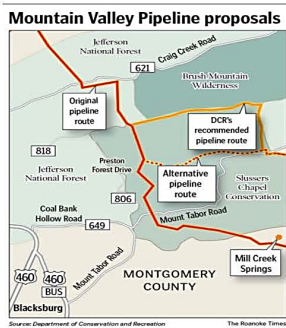 Mountain Valley Pipeline proposals
Jefferson
National Forest
Craig Creek Road
621
Brush Mountain
Wilderness
Original
pipeline
route
DCR's
recommended
pipeline route
818
Jefferson
National Forest
Preston
Forest Drive
Alternative
pipeline
route
Slussers
Chapel
Conservation
806
Coal Bank
Hollow Road
649
Mount Tabor Road
Mount Tabor Road
Mill Creek
Springs
460
460
BUS
MONTGOMERY
COUNTY
Blacksburg
Source: Department of Conservation and Recreation
The Roanoke Times